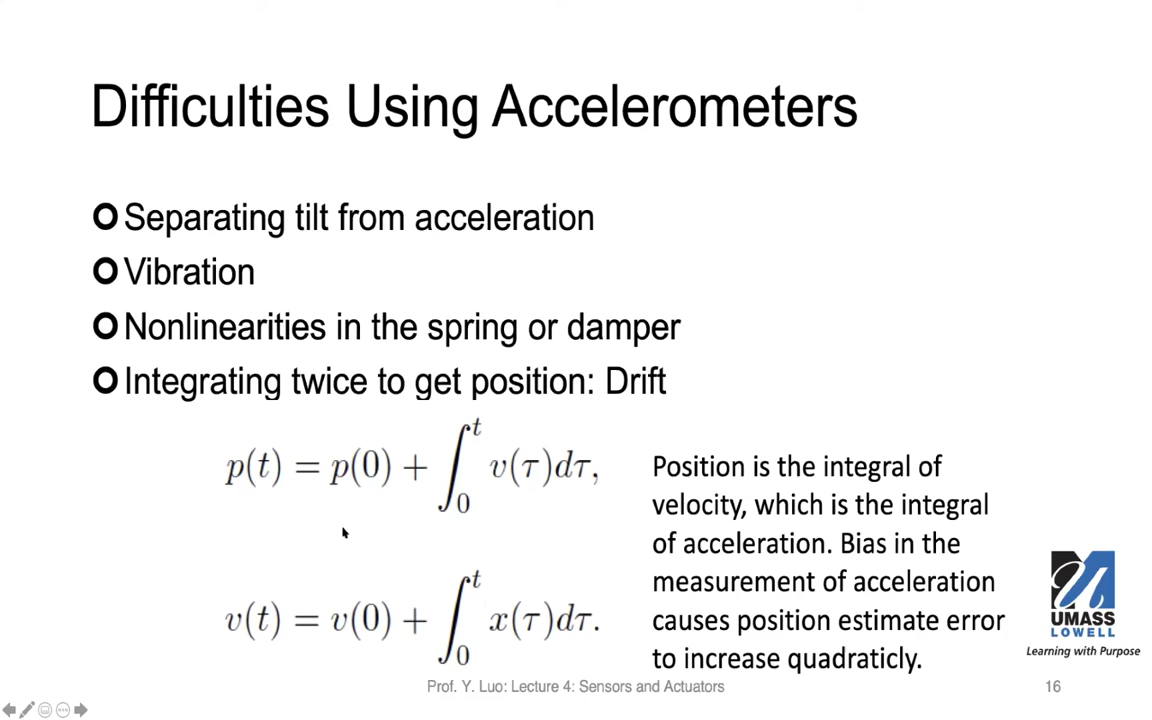 Difficulties Using Accelerometers
Separating tilt from acceleration
Vibration
Nonlinearities in the spring or damper
Integrating twice to get position: Drift
p(t) = p(0) + ∫₀ᵗ v(τ)dτ,
v(t) = v(0) + ∫₀ᵗ x(τ)dτ.
Position is the integral of
velocity, which is the integral
of acceleration. Bias in the
measurement of acceleration
causes position estimate error
to increase quadraticly.
UMASS
LOWELL
Learning with Purpose
Prof. Y. Luo: Lecture 4: Sensors and Actuators
16